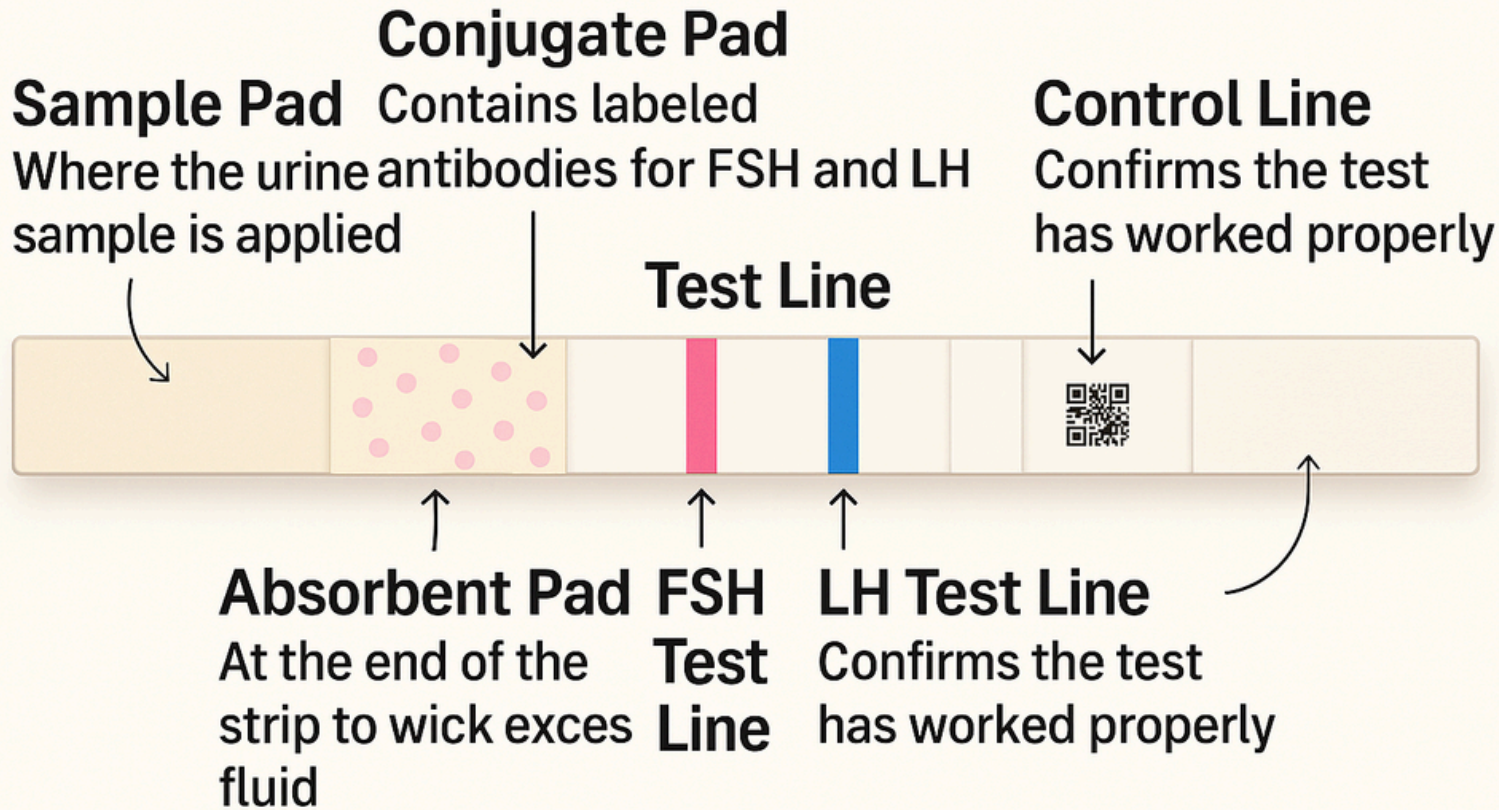 Conjugate Pad
Contains labeled
antibodies for FSH and LH
Sample Pad
Where the urine
sample is applied
Control Line
Confirms the test
has worked properly
Test Line
Absorbent Pad
At the end of the
strip to wick exces
fluid
FSH
Test
Line
LH Test Line
Confirms the test
has worked properly